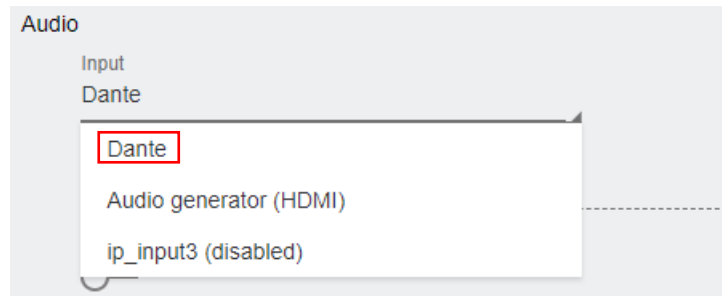 Audio
Input
Dante
Dante
Audio generator (HDMI)
ip_input3 (disabled)